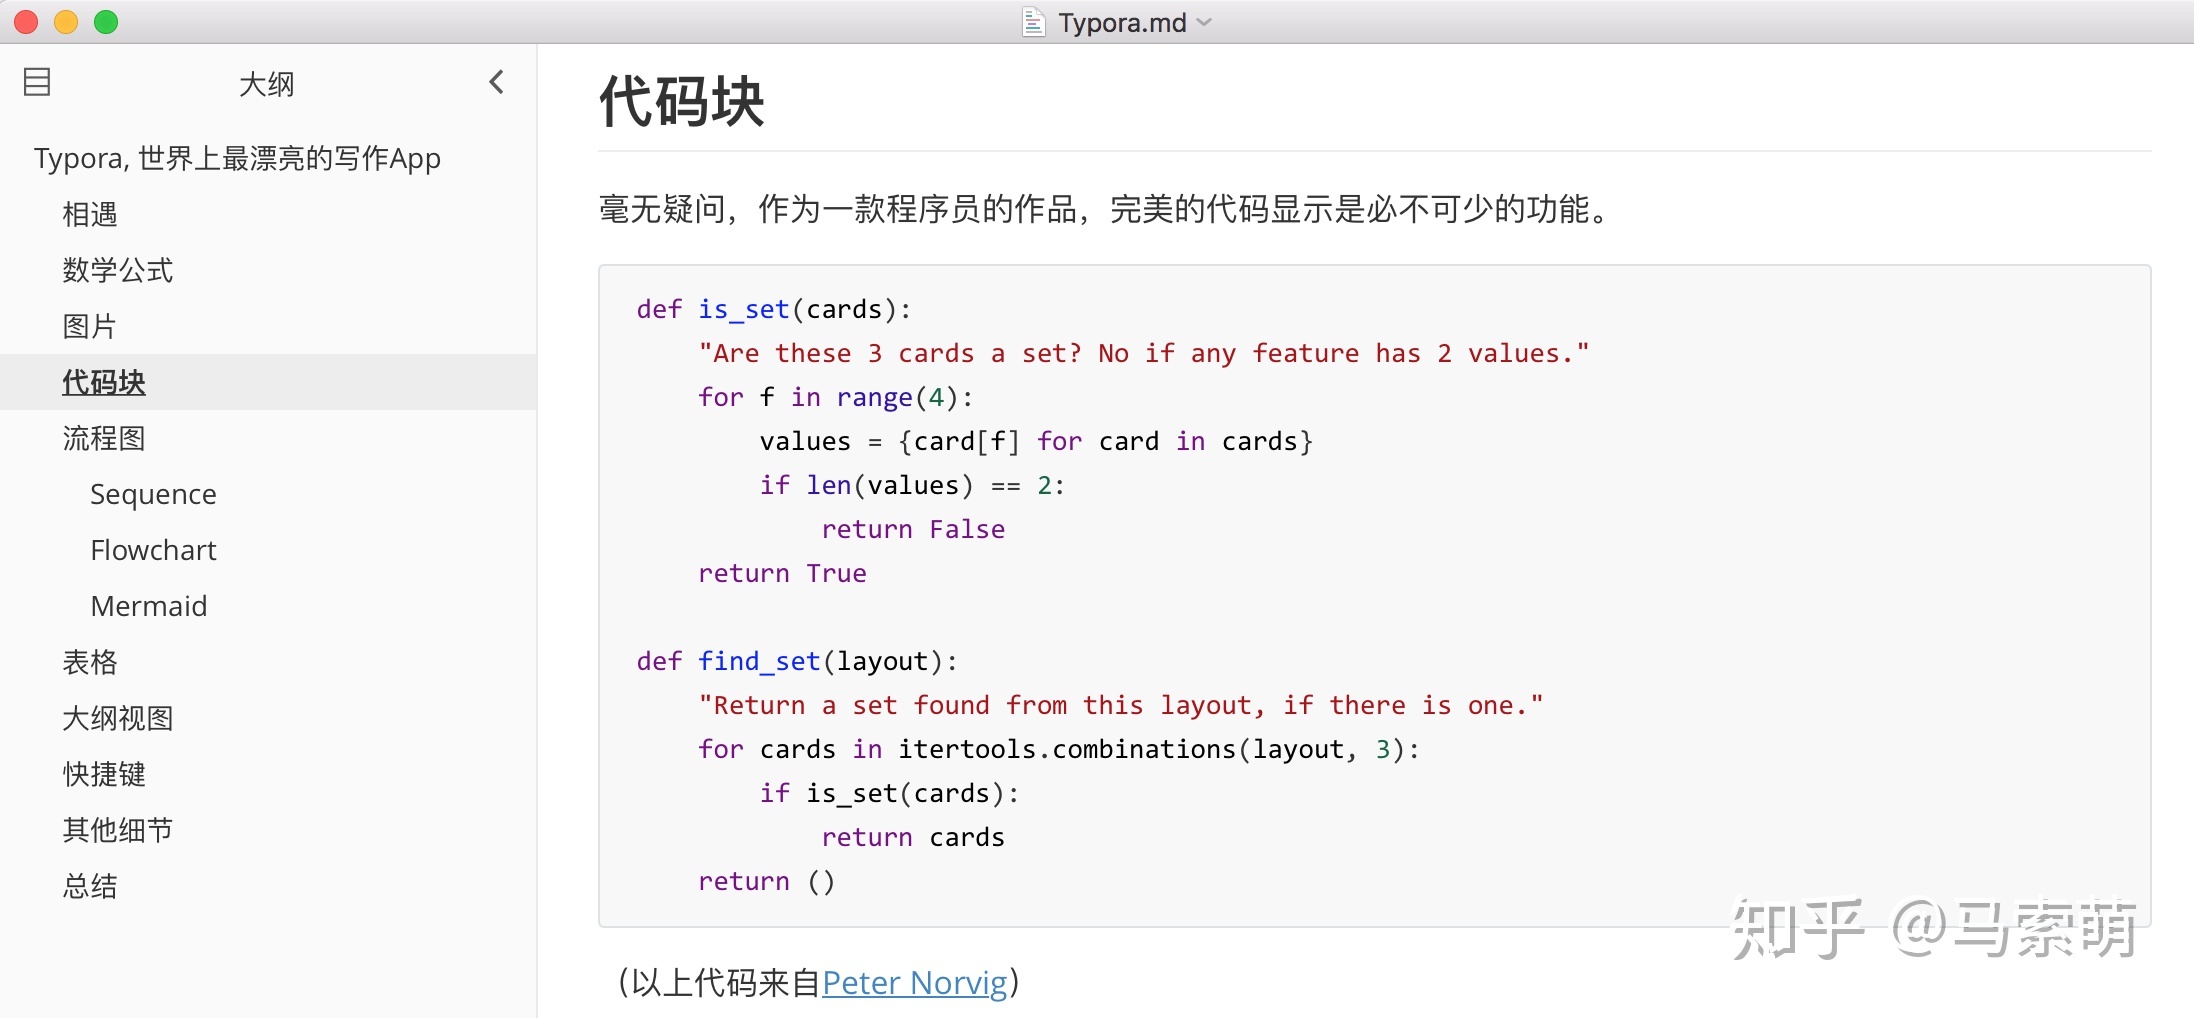 Typora.md
大纲
Typora, 世界上最漂亮的写作App
相遇
数学公式
图片
代码块
流程图
Sequence
Flowchart
Mermaid
表格
大纲视图
快捷键
其他细节
总结
代码块
毫无疑问，作为一款程序员的作品，完美的代码显示是必不可少的功能。
def is_set(cards):
    "Are these 3 cards a set? No if any feature has 2 values."
    for f in range(4):
        values = {card[f] for card in cards}
        if len(values) == 2:
            return False
    return True

def find_set(layout):
    "Return a set found from this layout, if there is one."
    for cards in itertools.combinations(layout, 3):
        if is_set(cards):
            return cards
    return ()
（以上代码来自Peter Norvig）
知乎 @马索萌